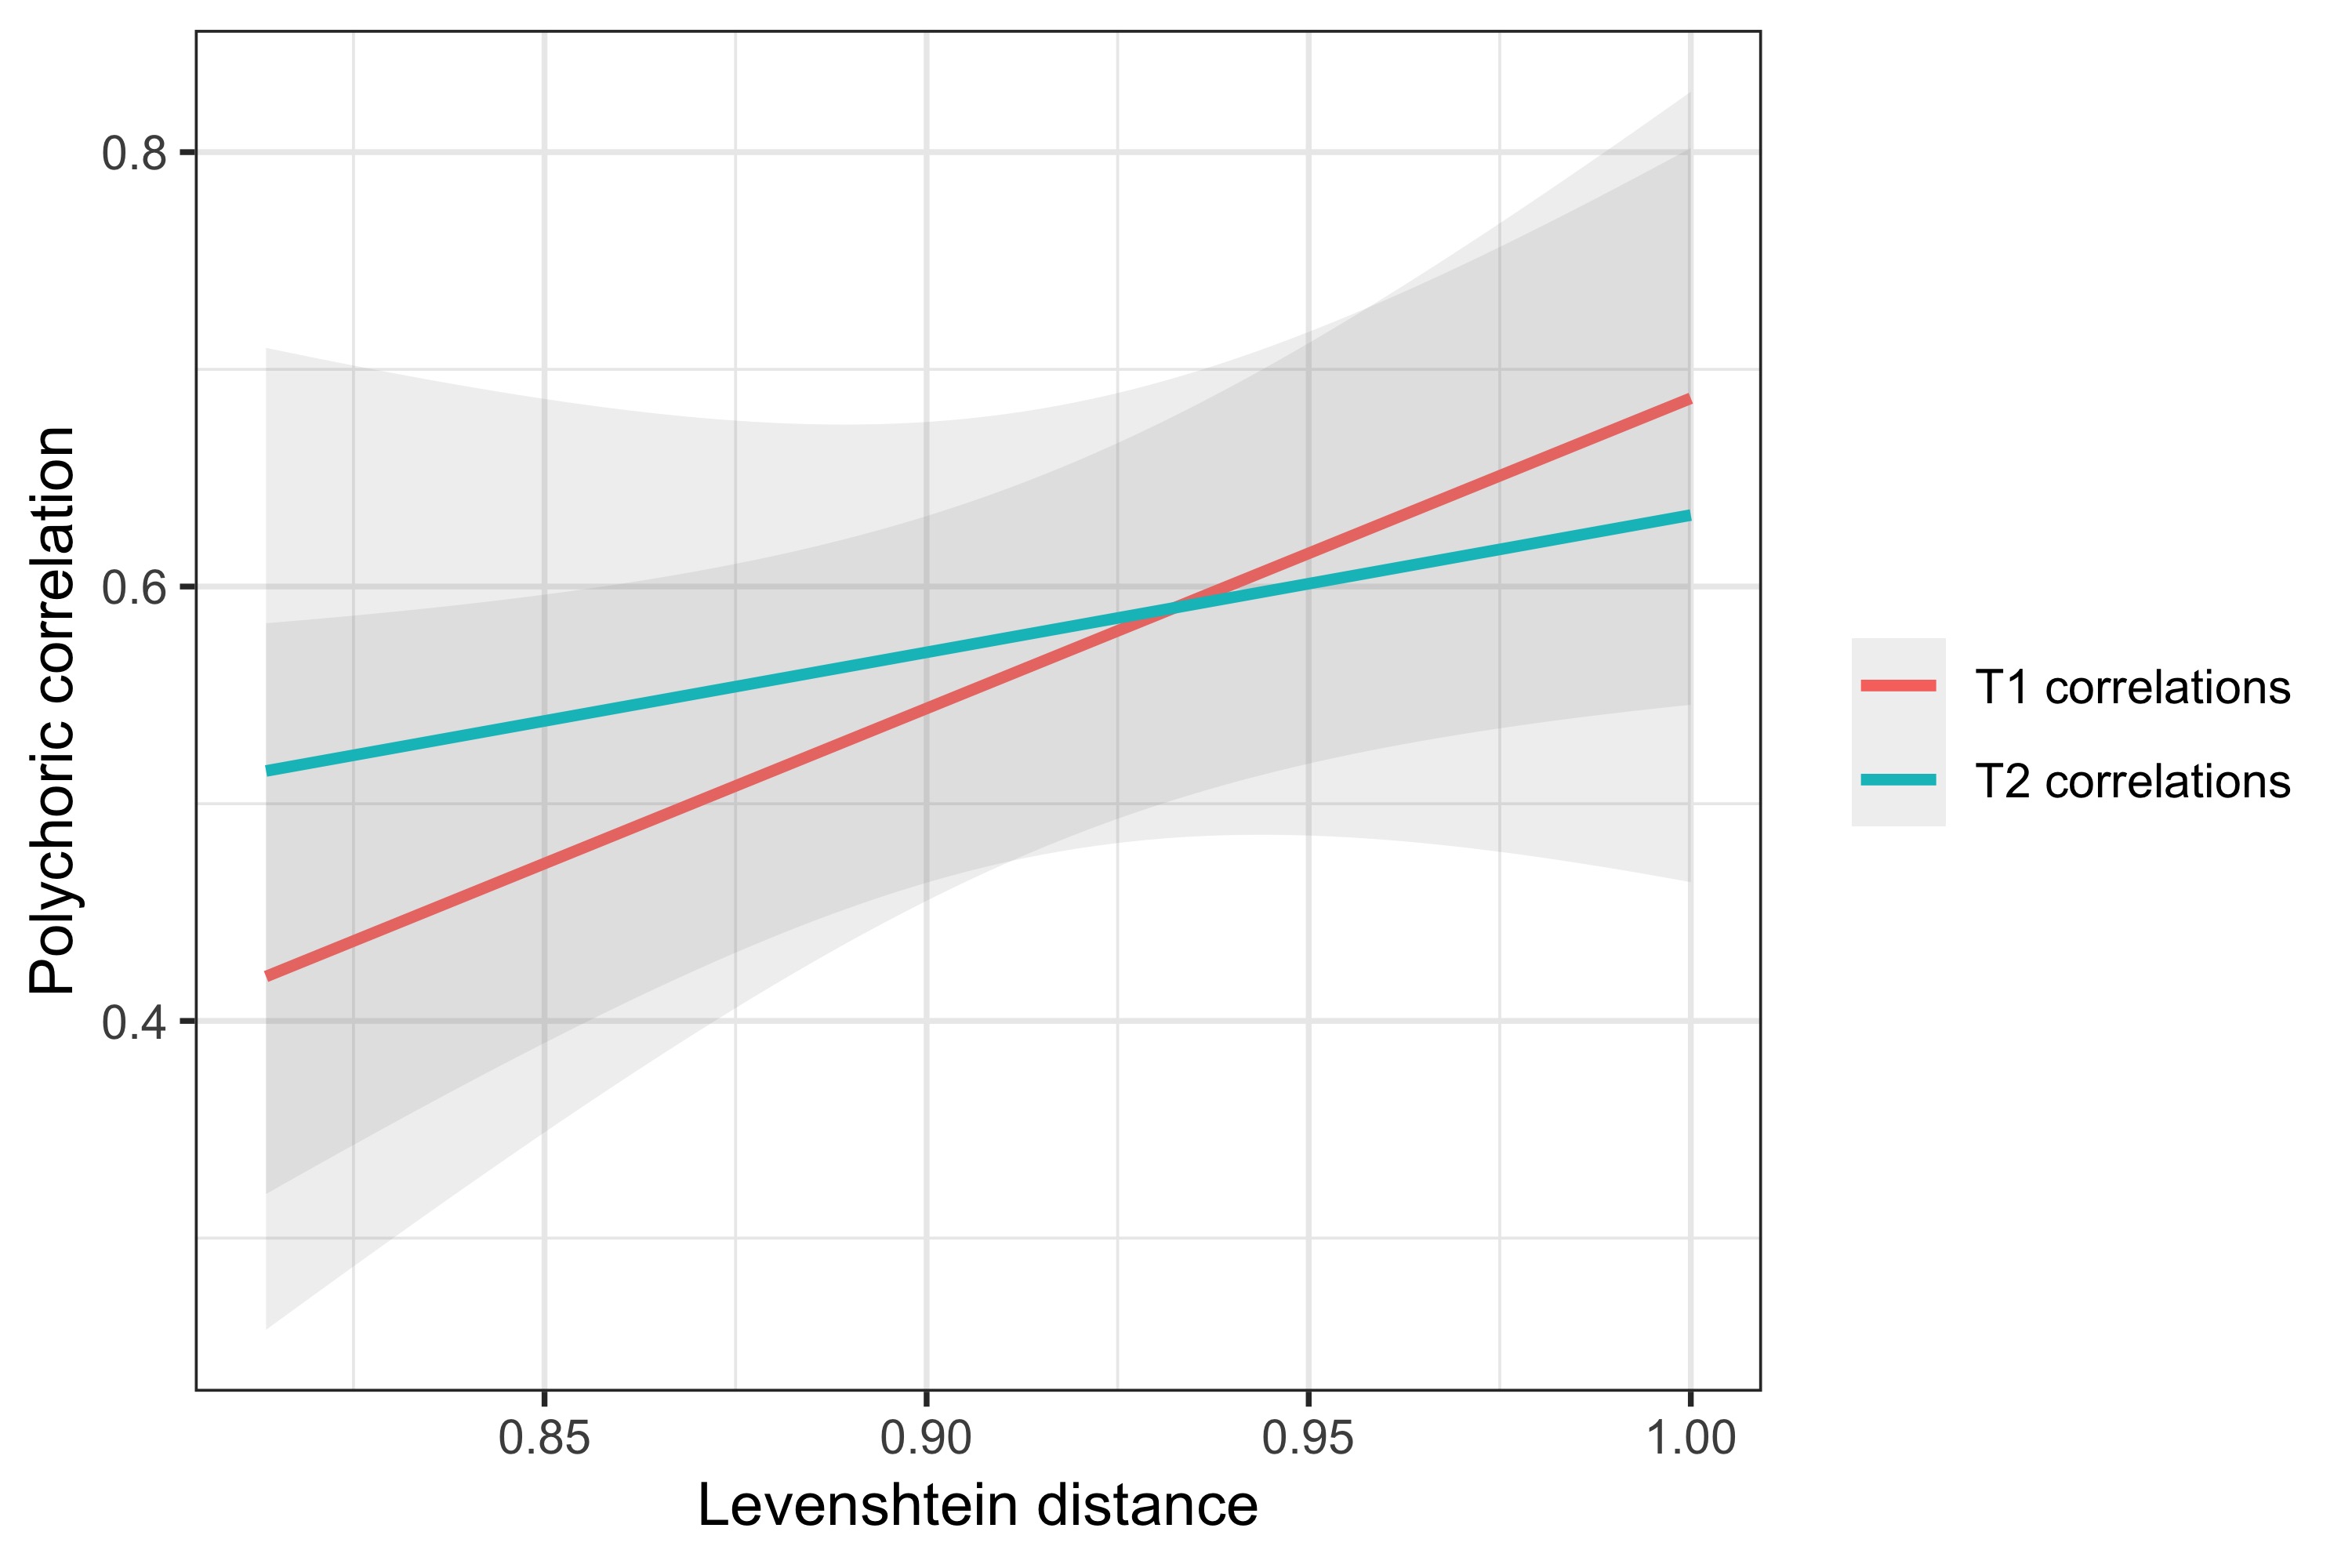 Polychoric correlation
0.8
0.6
0.4
0.85 0.90 0.95 1.00
Levenshtein distance
T1 correlations
T2 correlations